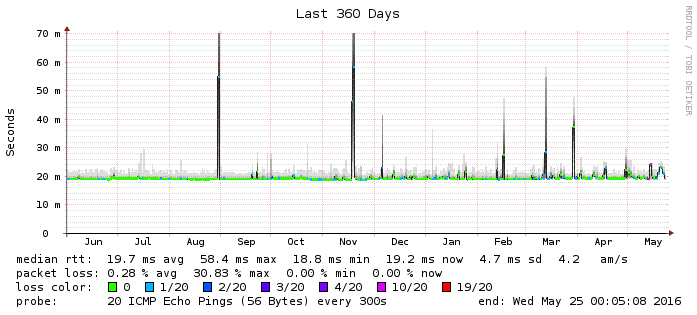 Last 360 Days
RRDTOOL / TOBI OETIKER
Seconds
70 m
60 m
50 m
40 m
30 m
20 m
10 m
0
Jun Jul Aug Sep Oct Nov Dec Jan Feb Mar Apr May
median rtt: 19.7 ms avg 58.4 ms max 18.8 ms min 19.2 ms now 4.7 ms sd 4.2 am/s
packet loss: 0.28 % avg 30.83 % max 0.00 % min 0.00 % now
loss color: 0 1/20 2/20 3/20 4/20 10/20 19/20
probe: 20 ICMP Echo Pings (56 Bytes) every 300s end: Wed May 25 00:05:08 2016